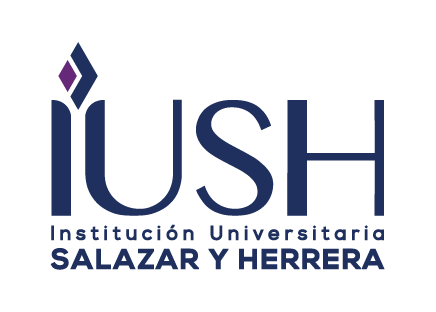 IUSH
Institución Universitaria
SALAZAR Y HERRERA